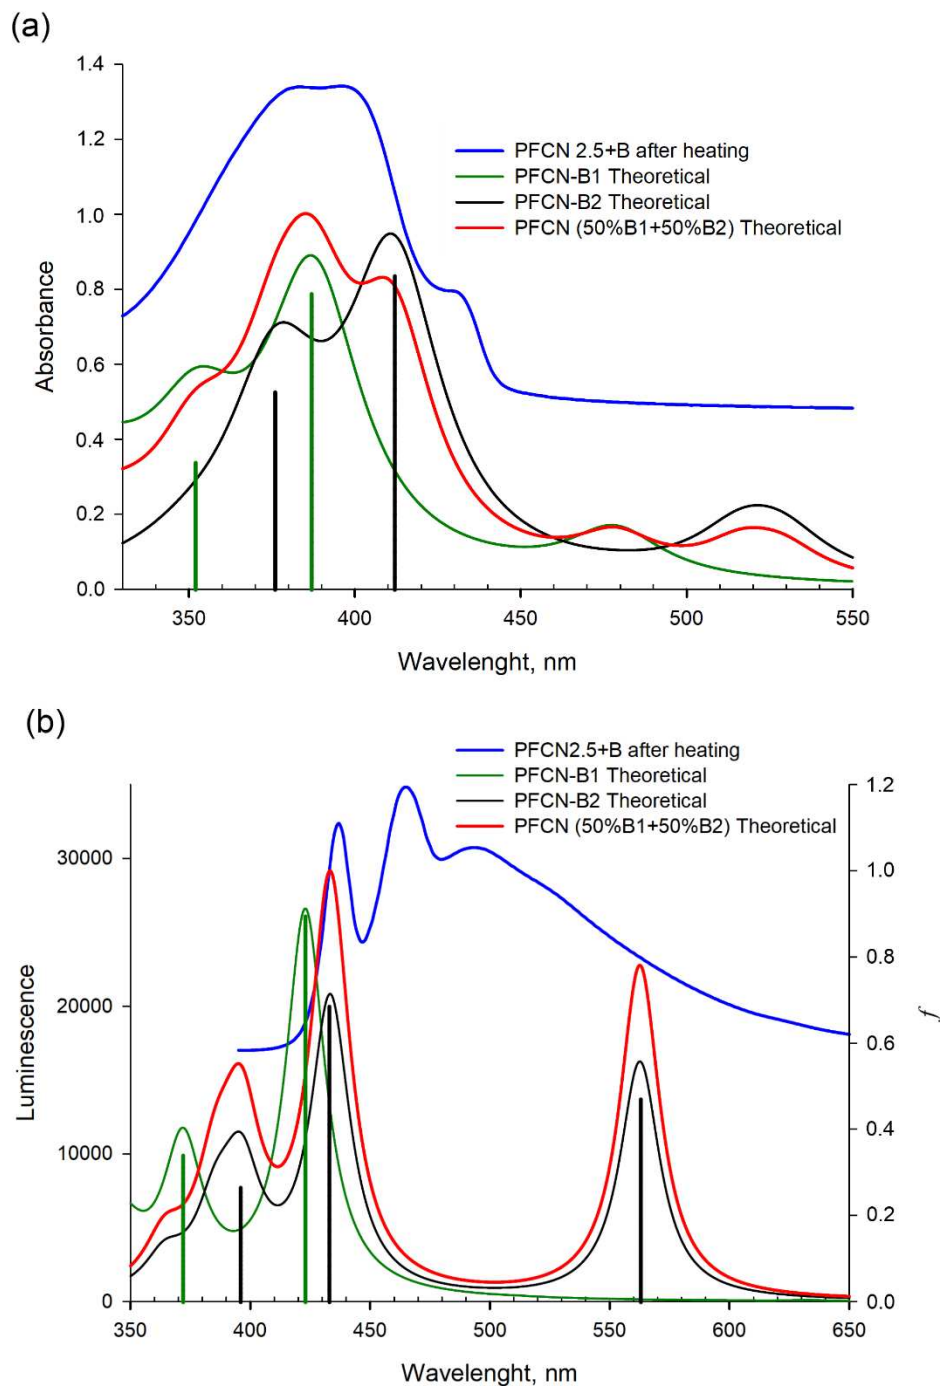 (a)
1.4
1.2
1.0
0.8
0.6
0.4
0.2
0.0
Absorbance
PFCN 2.5+B after heating
PFCN-B1 Theoretical
PFCN-B2 Theoretical
PFCN (50%B1+50%B2) Theoretical
350 400 450 500 550
Wavelenght, nm
(b)
PFCN2.5+B after heating
PFCN-B1 Theoretical
PFCN-B2 Theoretical
PFCN (50%B1+50%B2) Theoretical
30000
20000
10000
0
Luminescence
1.2
1.0
0.8
0.6
0.4
0.2
0.0
f
350 400 450 500 550 600 650
Wavelenght, nm